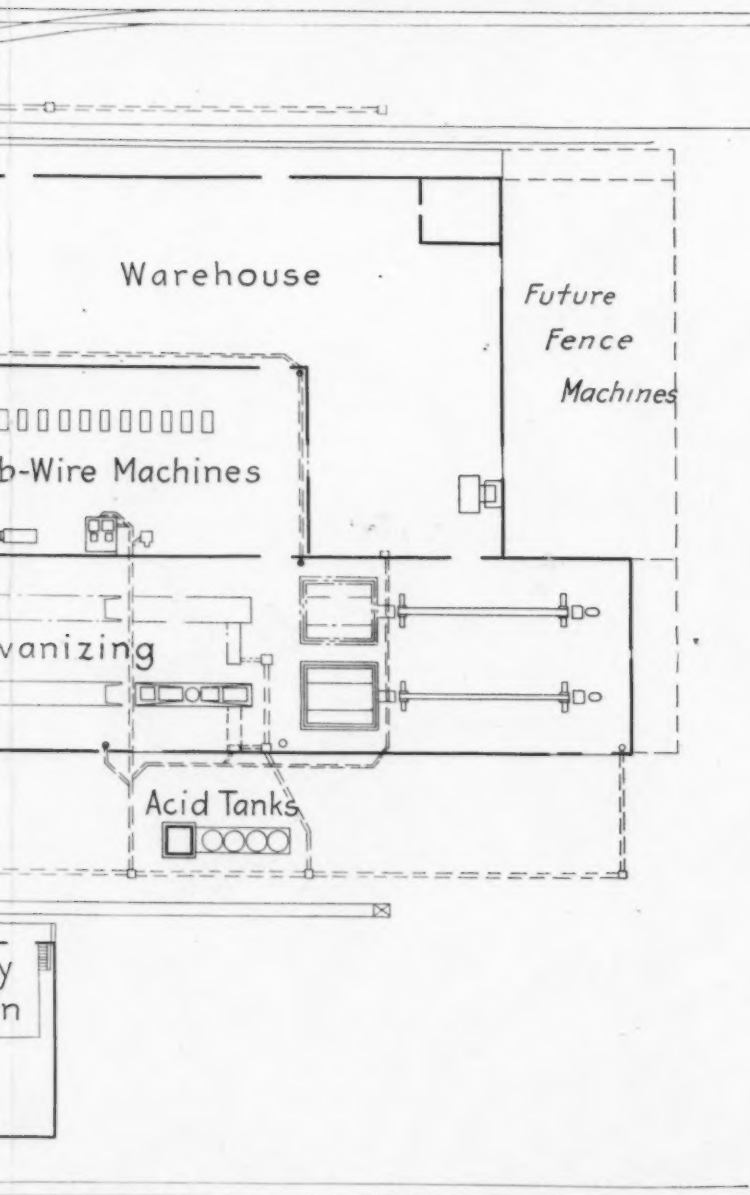 Warehouse
Future
Fence
Machines
b-Wire Machines
vanizing
Acid Tanks
y
n